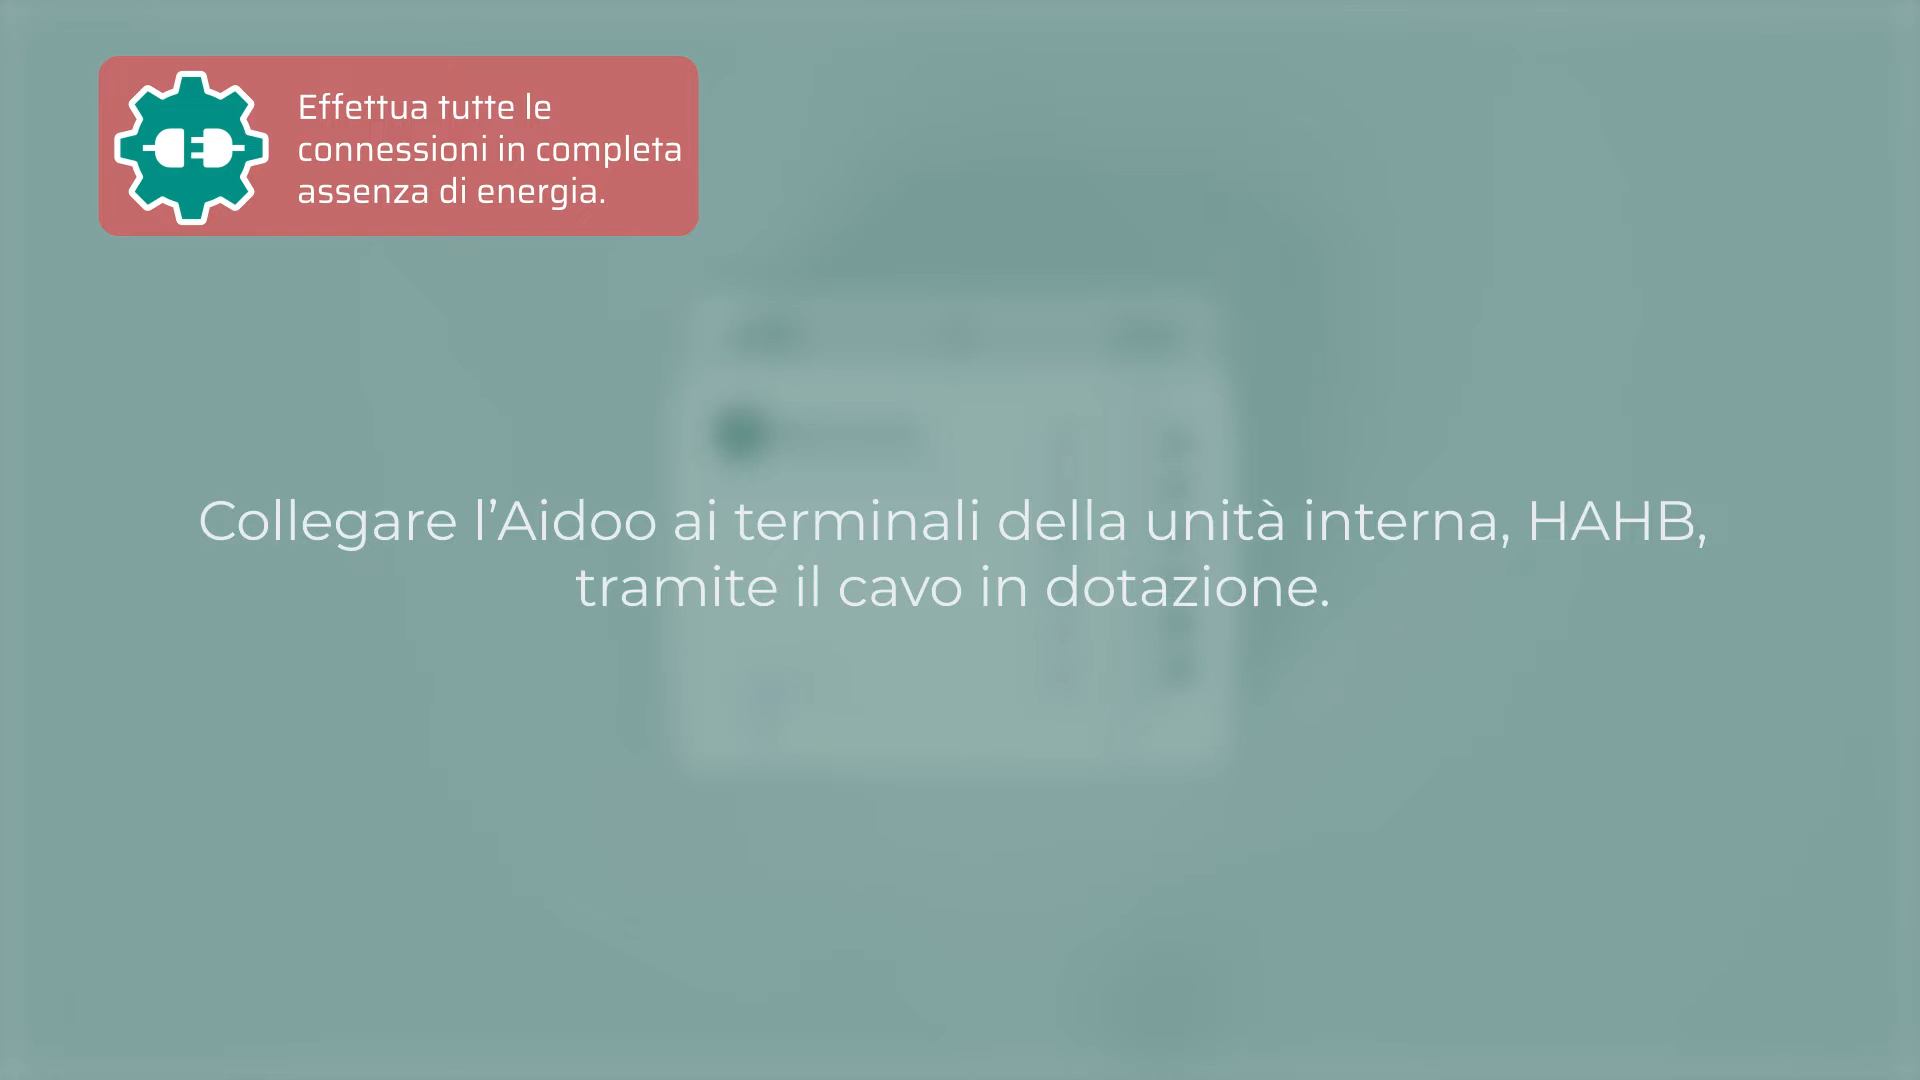 Effettua tutte le
connessioni in completa
assenza di energia.
Collegare l’Aidoo ai terminali della unità interna, HAHB,
tramite il cavo in dotazione.